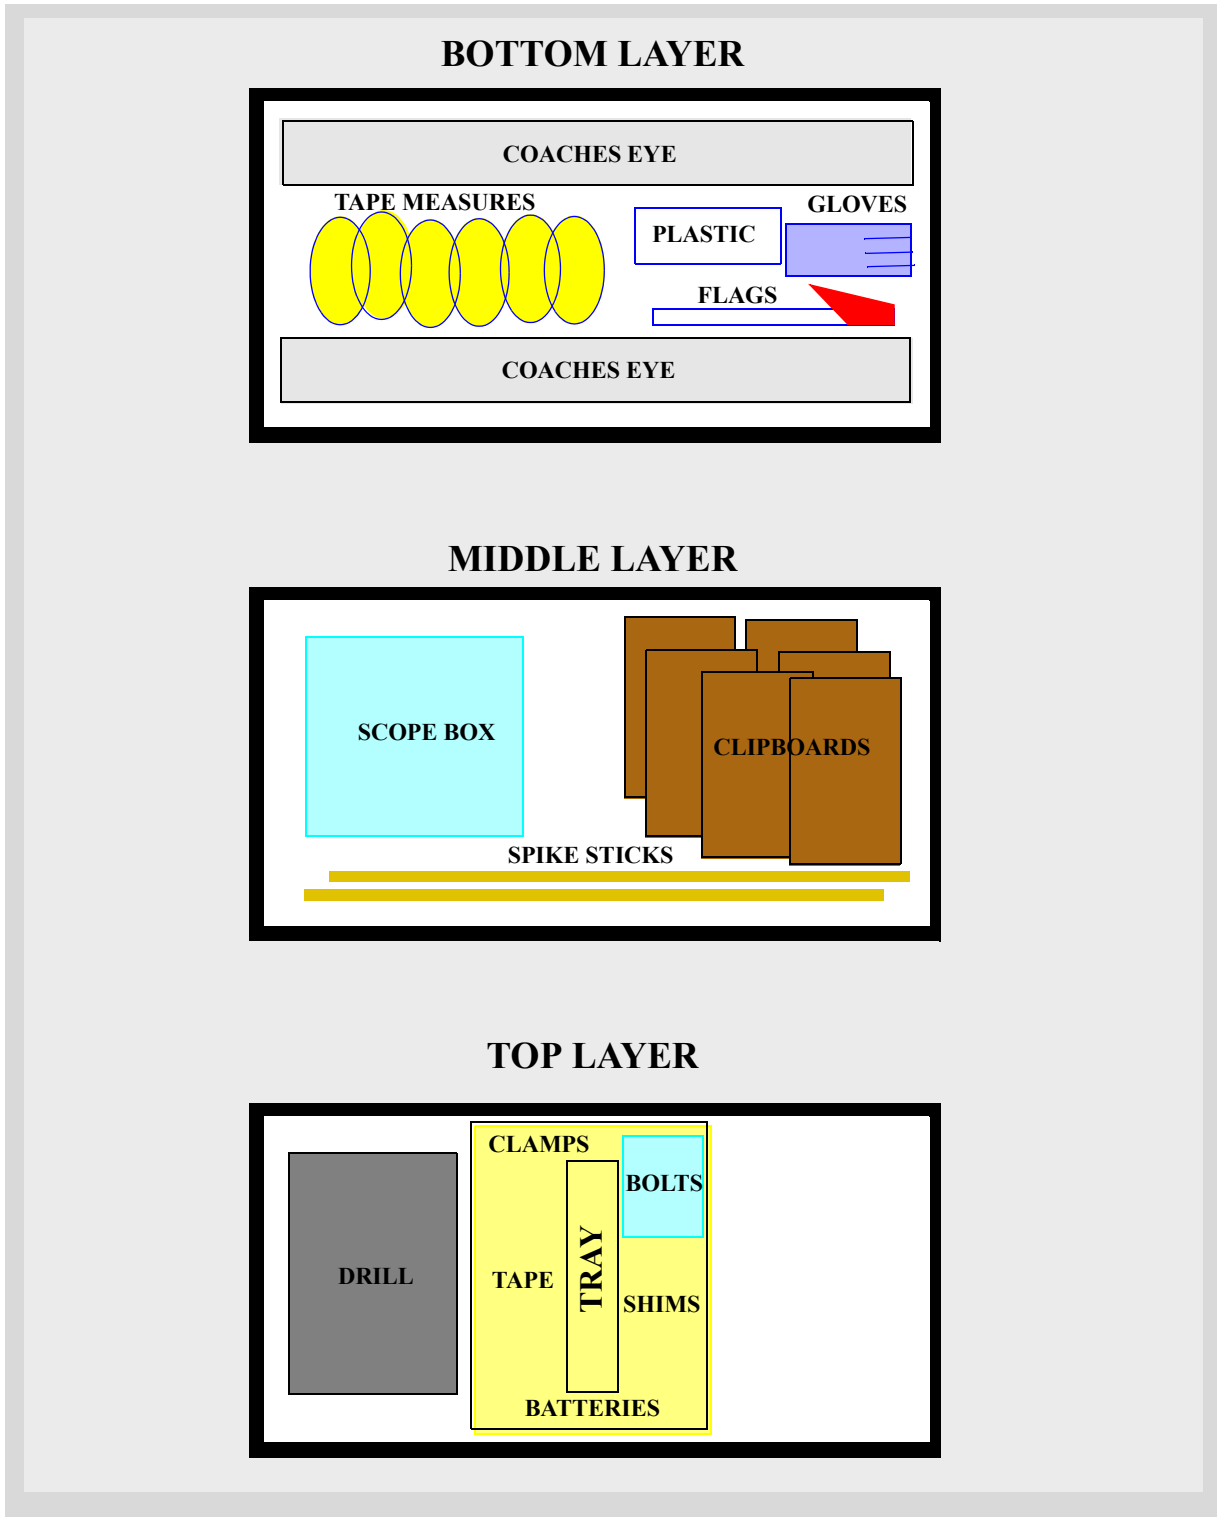 BOTTOM LAYER
COACHES EYE
TAPE MEASURES
GLOVES
PLASTIC
FLAGS
COACHES EYE
MIDDLE LAYER
SCOPE BOX
CLIPBOARDS
SPIKE STICKS
TOP LAYER
CLAMPS
BOLTS
DRILL
TAPE
TRAY
SHIMS
BATTERIES